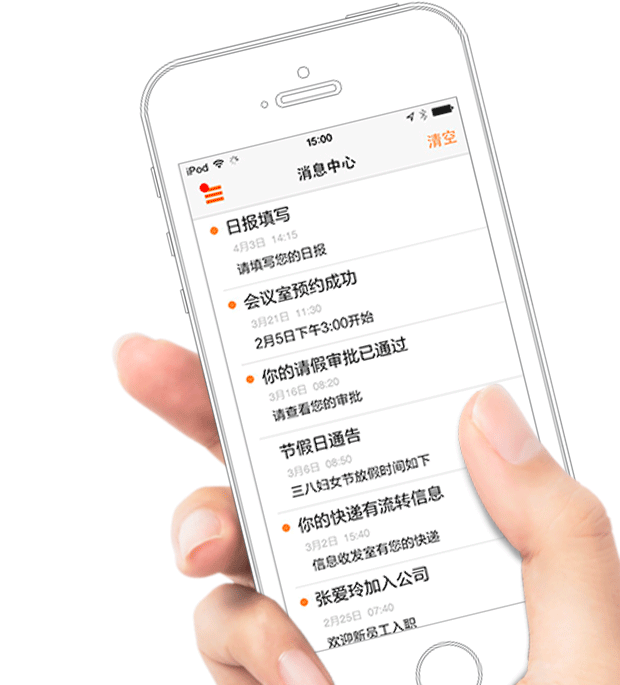 iPod 15:00
消息中心 清空
日报填写
4月3日 14:15
请填写您的日报
会议室预约成功
3月21日 11:30
2月5日下午3:00开始
你的请假审批已通过
3月16日 08:20
请查看您的审批
节假日通告
3月6日 08:50
三八妇女节放假时间如下
你的快递有流转信息
3月2日 15:40
信息收发室有您的快递
张爱玲加入公司
2月25日 07:40
欢迎新员工入职